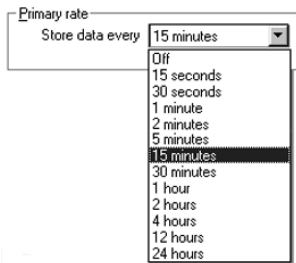 Primary rate
Store data every 15 minutes
Off
15 seconds
30 seconds
1 minute
2 minutes
5 minutes
15 minutes
30 minutes
1 hour
2 hours
4 hours
12 hours
24 hours